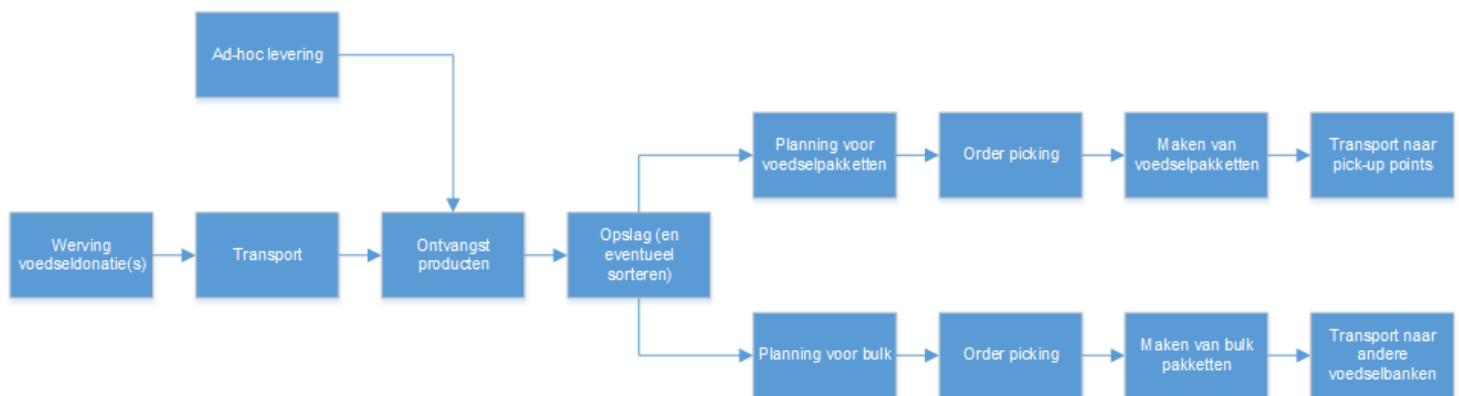 Ad-hoc levering
Planning voor
voedselpakketten
Order picking
Maken van
voedselpakketten
Transport naar
pick-up points
Werving
voedseldonatie(s)
Transport
Ontvangst
producten
Opslag (en
eventueel
sorteren)
Planning voor bulk
Order picking
Maken van bulk
pakketten
Transport naar
andere
voedselbanken